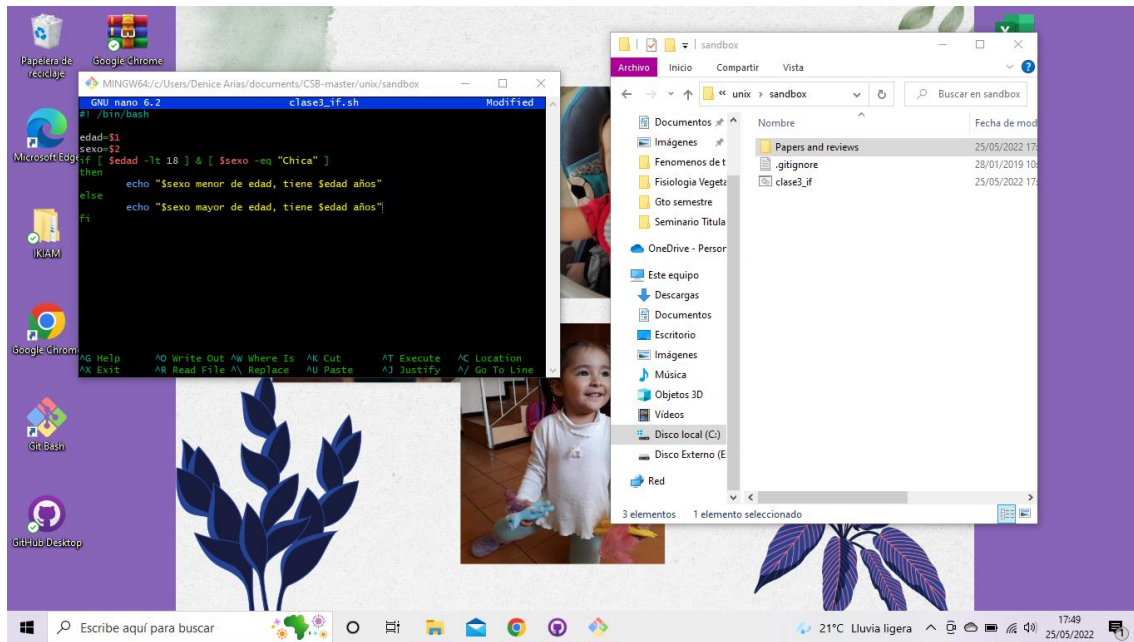 Papelera de
reciclaje
Google Chrome
Microsoft Edge
IKIAM
Google Chrom
Git Bash
GitHub Desktop
MINGW64:/c/Users/Denice Arias/documents/CSB-master/unix/sandbox
GNU nano 6.2 clase3_if.sh Modified
#! /bin/bash
edad=$1
sexo=$2
if [ $edad -lt 18 ] & [ $sexo -eq "Chica" ]
then
echo "$sexo menor de edad, tiene $edad años"
else
echo "$sexo mayor de edad, tiene $edad años"
fi
^G Help ^O Write Out ^W Where Is ^K Cut ^T Execute ^C Location
^X Exit ^R Read File ^\ Replace ^U Paste ^J Justify ^/ Go To Line
sandbox
Archivo Inicio Compartir Vista
« unix > sandbox
Buscar en sandbox
Documentos
Imágenes
Fenomenos de t
Fisiologia Vegeta
Gto semestre
Seminario Titula
OneDrive - Person
Este equipo
Descargas
Documentos
Escritorio
Imágenes
Música
Objetos 3D
Vídeos
Disco local (C:)
Disco Externo (E:
Red
Nombre Fecha de mod
Papers and reviews 25/05/2022 17:
.gitignore 28/01/2019 10:
clase3_if 25/05/2022 17:
3 elementos 1 elemento seleccionado
Escribe aquí para buscar
21°C Lluvia ligera
17:49
25/05/2022